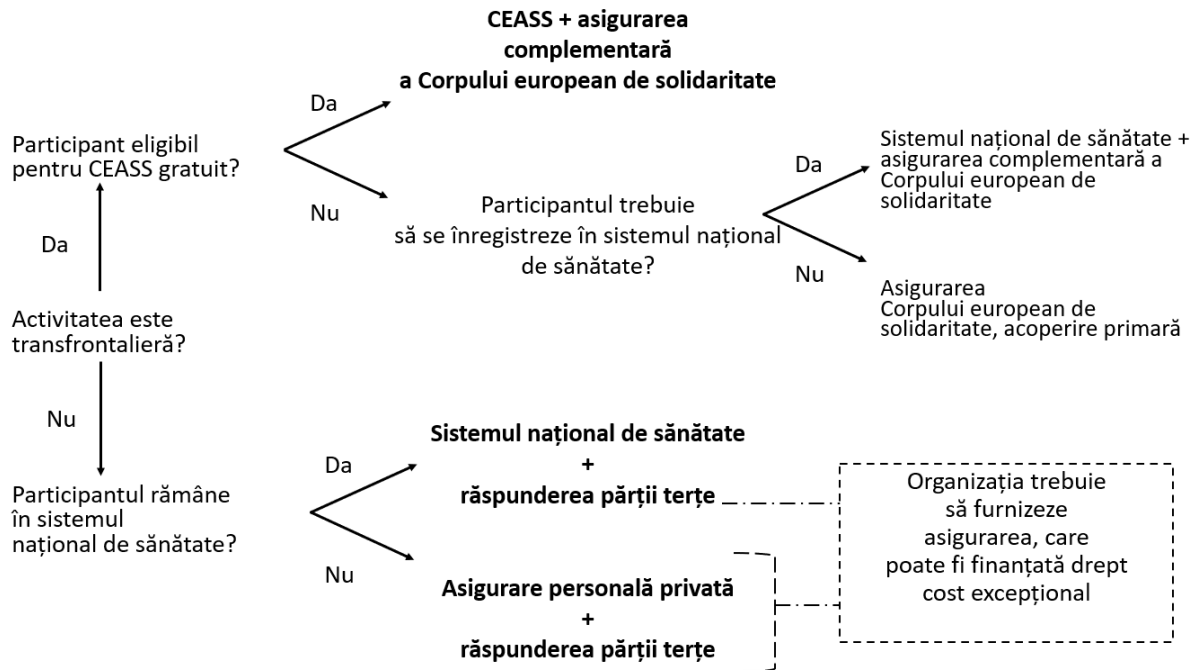 CEASS + asigurarea
complementară
a Corpului european de solidaritate
Da
Participant eligibil
pentru CEASS gratuit?
Nu
Participantul trebuie
să se înregistreze în sistemul național
de sănătate?
Da
Sistemul național de sănătate +
asigurarea complementară a
Corpului european de
solidaritate
Nu
Asigurarea
Corpului european de
solidaritate, acoperire primară
Da
Activitatea este
transfrontalieră?
Nu
Participantul rămâne
în sistemul
național de sănătate?
Da
Sistemul național de sănătate
+
răspunderea părții terțe
Nu
Asigurare personală privată
+
răspunderea părții terțe
Organizația trebuie
să furnizeze
asigurarea, care
poate fi finanțată drept
cost excepțional